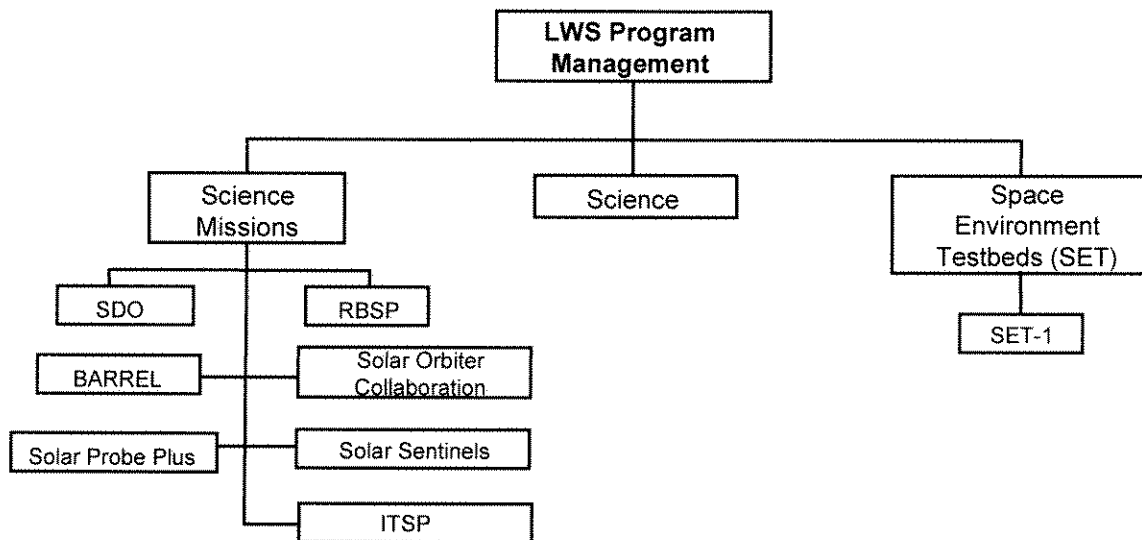 LWS Program
Management
Science
Missions
Science
Space
Environment
Testbeds (SET)
SDO
RBSP
SET-1
BARREL
Solar Orbiter
Collaboration
Solar Probe Plus
Solar Sentinels
ITSP